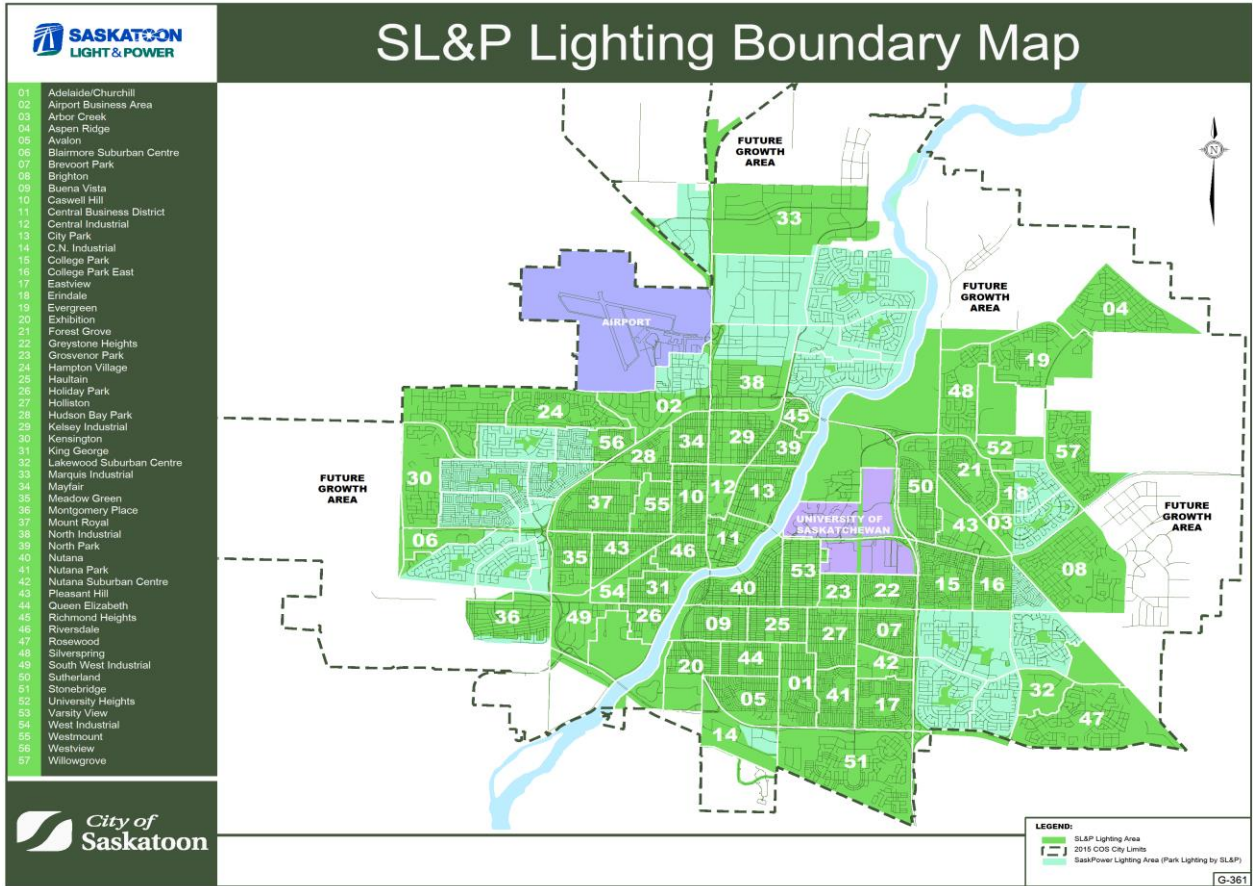 SASKATOON
LIGHT & POWER
SL&P Lighting Boundary Map
01 Adelaide/Churchill
02 Airport Business Area
03 Arbor Creek
04 Aspen Ridge
05 Avalon
06 Blairmore Suburban Centre
07 Brevoort Park
08 Brighton
09 Buena Vista
10 Caswell Hill
11 Central Business District
12 Central Industrial
13 City Park
14 C.N. Industrial
15 College Park
16 College Park East
17 Eastview
18 Erindale
19 Evergreen
20 Exhibition
21 Forest Grove
22 Greystone Heights
23 Grosvenor Park
24 Hampton Village
25 Haultain
26 Holiday Park
27 Holliston
28 Hudson Bay Park
29 Kelsey Industrial
30 Kensington
31 King George
32 Lakewood Suburban Centre
33 Marquis Industrial
34 Mayfair
35 Meadow Green
36 Montgomery Place
37 Mount Royal
38 North Industrial
39 North Park
40 Nutana
41 Nutana Park
42 Nutana Suburban Centre
43 Pleasant Hill
44 Queen Elizabeth
45 Richmond Heights
46 Riversdale
47 Rosewood
48 Silverspring
49 South West Industrial
50 Sutherland
51 Stonebridge
52 University Heights
53 Varsity View
54 West Industrial
55 Westmount
56 Westview
57 Willowgrove
City of
Saskatoon
FUTURE
GROWTH
AREA
N
33
FUTURE
GROWTH
AREA
04
AIRPORT
19
38
48
24
02
45
56
34
29
39
52
28
57
FUTURE
GROWTH
AREA
30
12
13
50
21
18
37
55
10
UNIVERSITY OF
SASKATCHEWAN
43
03
FUTURE
GROWTH
AREA
11
06
35
43
46
53
08
54
31
40
23
22
15
16
36
49
26
09
25
27
07
20
44
42
05
01
41
17
32
47
14
51
LEGEND:
SL&P Lighting Area
2015 COS City Limits
SaskPower Lighting Area (Park Lighting by SL&P)
G-361